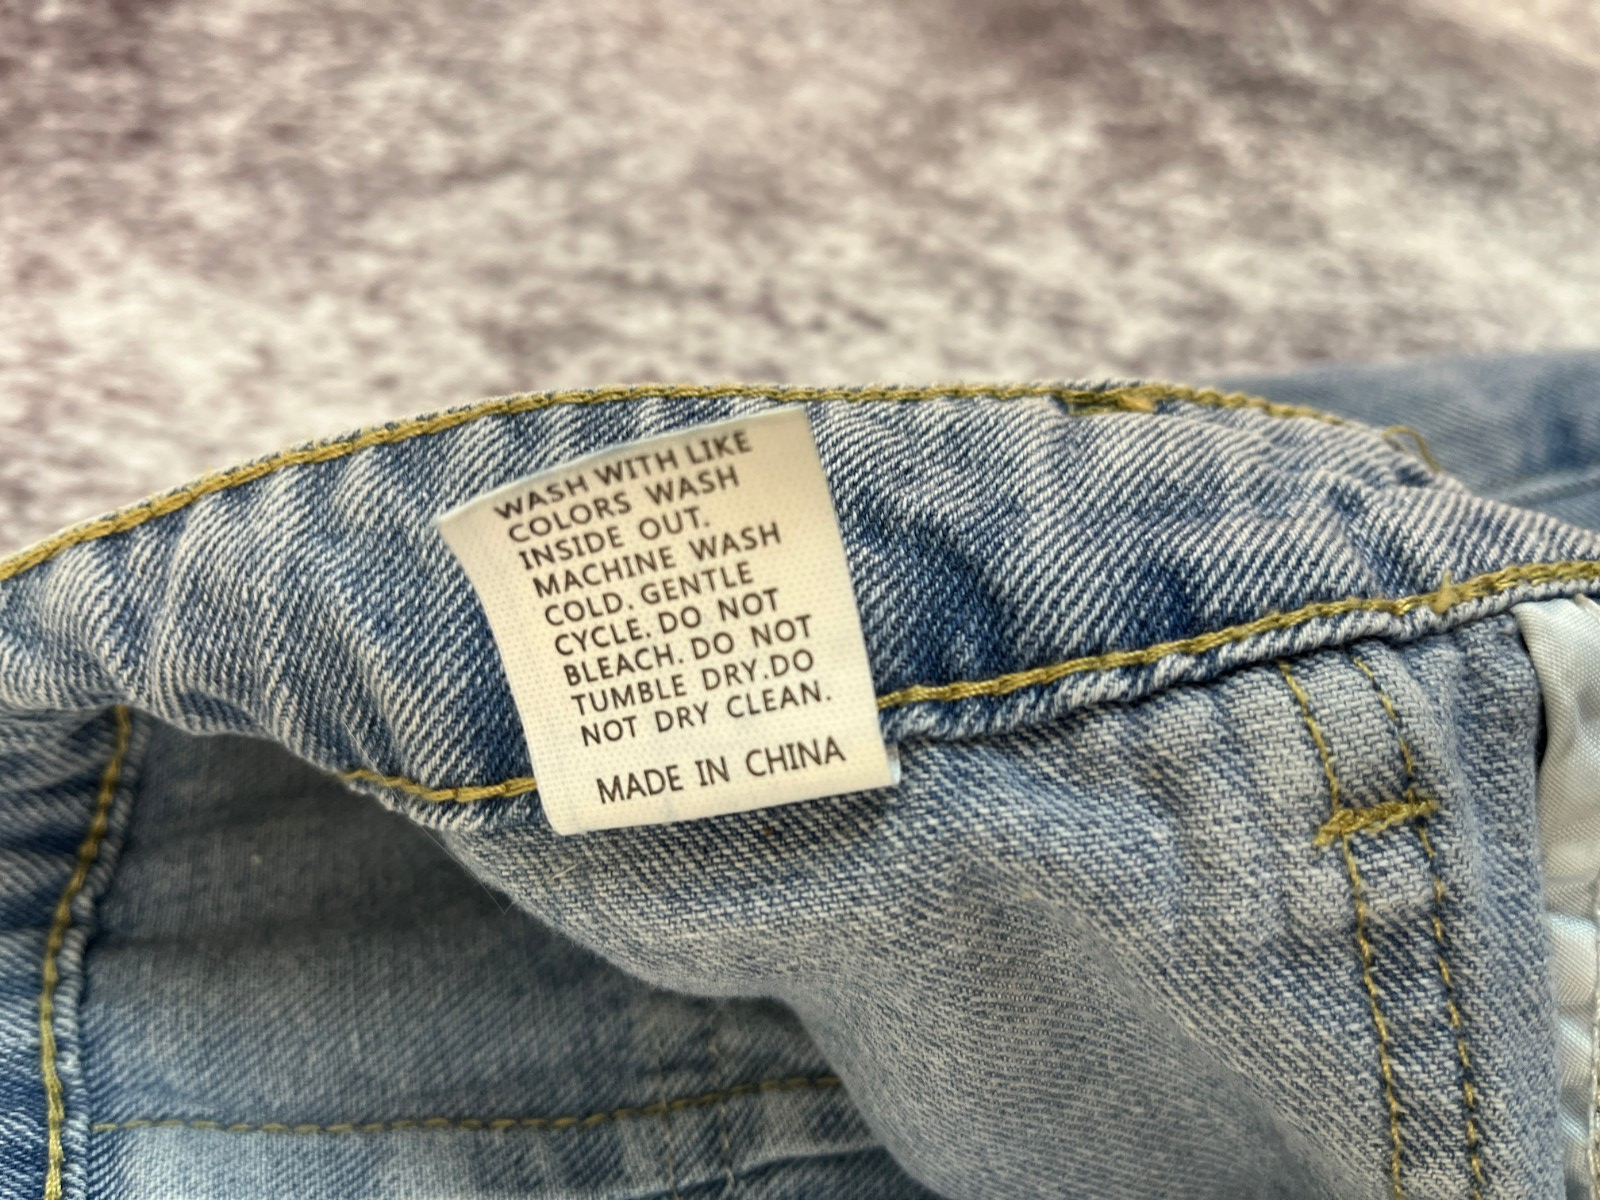 WASH WITH LIKE
COLORS WASH
INSIDE OUT.
MACHINE WASH
COLD. GENTLE
CYCLE. DO NOT
BLEACH. DO NOT
TUMBLE DRY.DO
NOT DRY CLEAN.
MADE IN CHINA